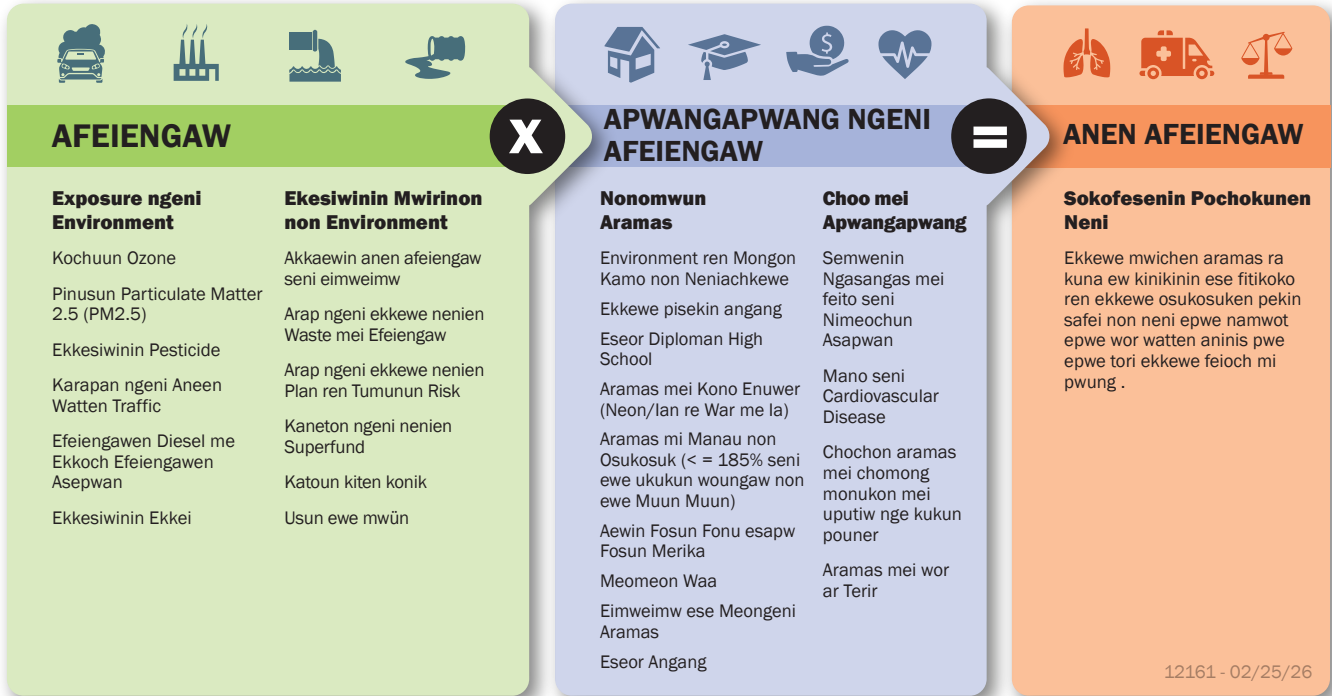 AFEIENGAW
X
APWANGAPWANG NGENI
AFEIENGAW
=
ANEN AFEIENGAW
Exposure ngeni
Environment
Kochuun Ozone
Pinusun Particulate Matter
2.5 (PM2.5)
Ekkesiwinin Pesticide
Karapan ngeni Aneen
Watten Traffic
Efeiengawen Diesel me
Ekkoch Efeiengawen
Asepwan
Ekkesiwinin Ekkei
Ekesiwinin Mwirinon
non Environment
Akkaewin anen afeiengaw
seni eimweimw
Arap ngeni ekkewe nenien
Waste mei Efeiengaw
Arap ngeni ekkewe nenien
Plan ren Tumunun Risk
Kaneton ngeni nenien
Superfund
Katoun kiten konik
Usun ewe mwün
Nonomwun
Aramas
Environment ren Mongon
Kamo non Neniachkewe
Ekkewe pisekin angang
Eseor Diploman High
School
Aramas mei Kono Enuwer
(Neon/Ian re War me Ia)
Aramas mi Manau non
Osukosuk (< = 185% seni
ewe ukukun woungaw non
ewe Muun Muun)
Aewin Fosun Fonu esapw
Fosun Merika
Meomeon Waa
Eimweimw ese Meongeni
Aramas
Eseor Angang
Choo mei
Apwangapwang
Semwenin
Ngasangas mei
feito seni
Nimeochun
Asapwan
Mano seni
Cardiovascular
Disease
Chochon aramas
mei chomong
monukon mei
uputiw nge kukun
pouner
Aramas mei wor
ar Terir
Sokofesenin Pochokunen
Neni
Ekkewe mwichen aramas ra
kuna ew kinikinin ese fitikoko
ren ekkewe osukosuken pekin
safei non neni epwe namwot
epwe wor watten aninis pwe
epwe tori ekkewe feioch mi
pwung .
12161 - 02/25/26